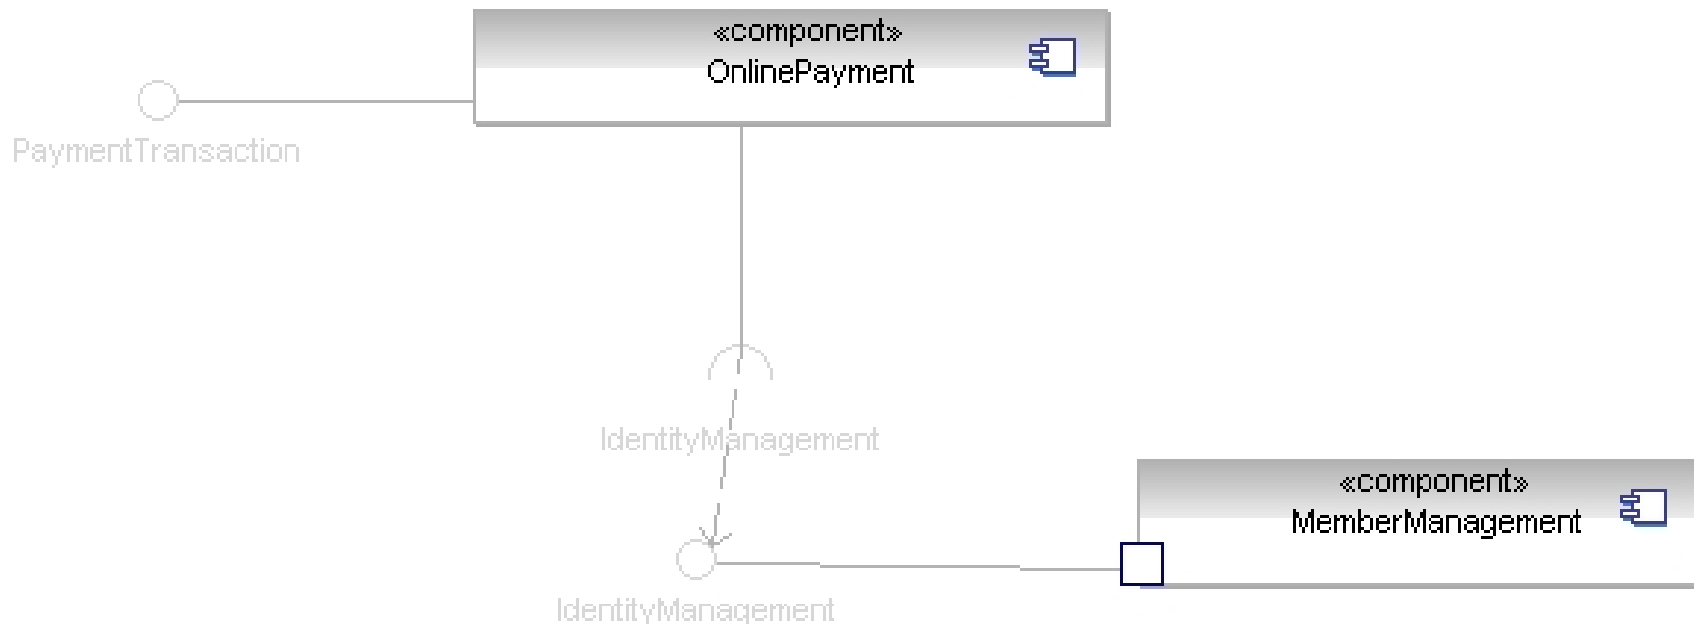 «component»
OnlinePayment
PaymentTransaction
IdentityManagement
«component»
MemberManagement
IdentityManagement